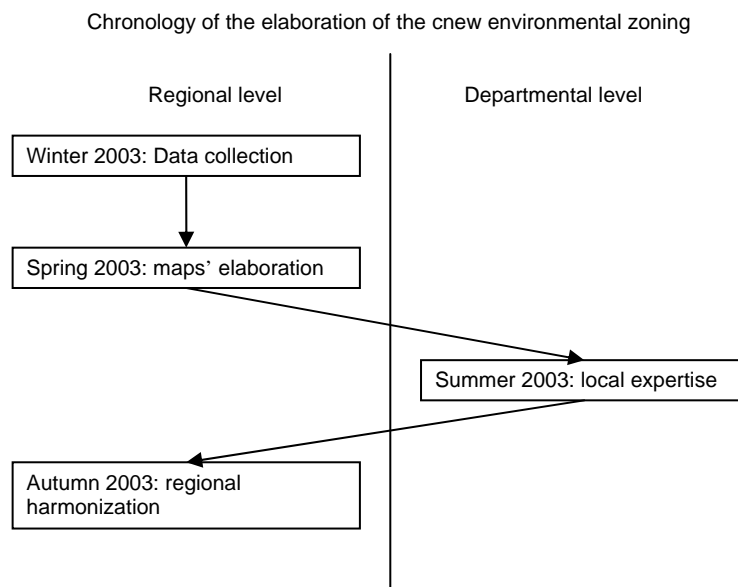 Chronology of the elaboration of the cnew environmental zoning
Regional level
Departmental level
Winter 2003: Data collection
Spring 2003: maps’ elaboration
Summer 2003: local expertise
Autumn 2003: regional
harmonization